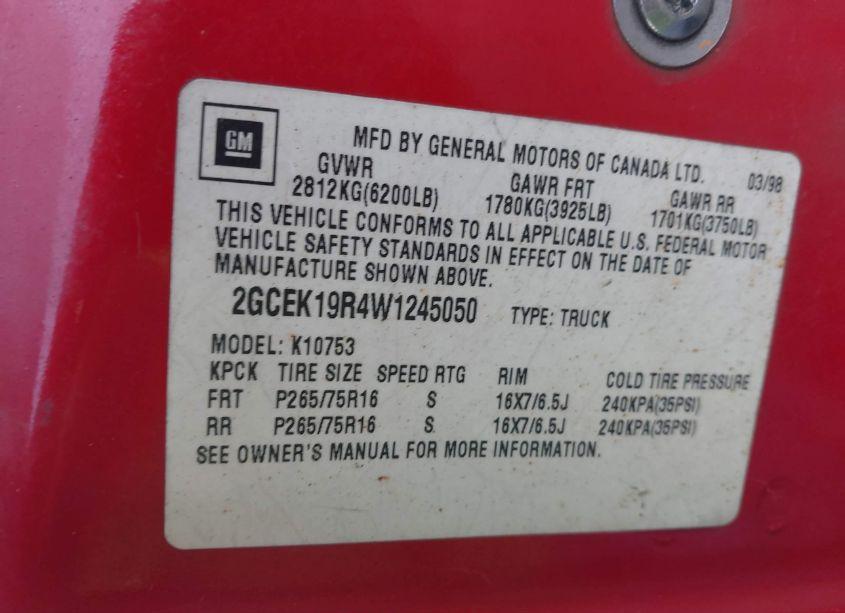 GM
MFD BY GENERAL MOTORS OF CANADA LTD. 03/98
GVWR GAWR FRT GAWR RR
2812KG(6200LB) 1780KG(3925LB) 1701KG(3750LB)
THIS VEHICLE CONFORMS TO ALL APPLICABLE U.S. FEDERAL MOTOR
VEHICLE SAFETY STANDARDS IN EFFECT ON THE DATE OF
MANUFACTURE SHOWN ABOVE.
2GCEK19R4W1245050 TYPE: TRUCK
MODEL: K10753
KPCK TIRE SIZE SPEED RTG RIM COLD TIRE PRESSURE
FRT P265/75R16 S 16X7/6.5J 240KPA(35PSI)
RR P265/75R16 S 16X7/6.5J 240KPA(35PSI)
SEE OWNER'S MANUAL FOR MORE INFORMATION.